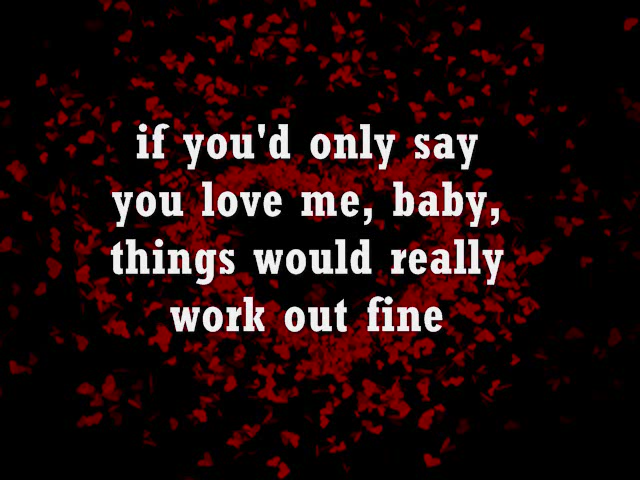 if you'd only say
you love me, baby,
things would really
work out fine